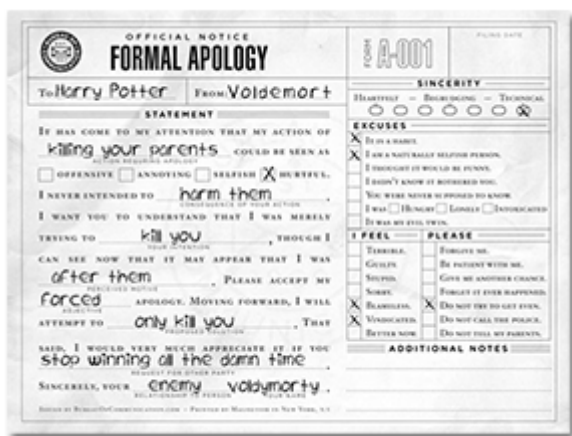 OFFICIAL NOTICE
FORMAL APOLOGY
FORM A-001
FILING DATE
To: Harry Potter From: Voldemort
STATEMENT
IT HAS COME TO MY ATTENTION THAT MY ACTION OF
killing your parents COULD BE SEEN AS
ACTION REQUIRING APOLOGY
OFFENSIVE ANNOYING SELFISH X HURTFUL.
I NEVER INTENDED TO harm them .
CONSEQUENCE OF YOUR ACTION
I WANT YOU TO UNDERSTAND THAT I WAS MERELY
TRYING TO kill you , THOUGH I
YOUR INTENTION
CAN SEE NOW THAT IT MAY APPEAR THAT I WAS
after them . PLEASE ACCEPT MY
PERCEIVED MOTIVE
forced APOLOGY. MOVING FORWARD, I WILL
ADJECTIVE
ATTEMPT TO only kill you . THAT
PROPOSED SOLUTION
SAID, I WOULD VERY MUCH APPRECIATE IT IF YOU
stop winning all the damn time .
REQUEST FOR OTHER PARTY
SINCERELY, YOUR enemy voldymorty .
RELATIONSHIP TO PERSON YOUR NAME
PRINTED BY MAGNETISM IN NEW YORK, NY
SINCERITY
HEARTFELT – BEGRUDGING – TECHNICAL
X
EXCUSES
X IT IS A HABIT.
X I AM A NATURALLY SELFISH PERSON.
I THOUGHT IT WOULD BE FUNNY.
I DIDN'T KNOW IT BOTHERED YOU.
YOU WERE NEVER SUPPOSED TO KNOW.
I WAS HUNGRY LONELY INTOXICATED
IT WAS MY EVIL TWIN.
I FEEL
TERRIBLE.
GUILTY.
STUPID.
SORRY.
X BLAMELESS.
X VINDICATED.
BETTER NOW.
PLEASE
FORGIVE ME.
BE PATIENT WITH ME.
GIVE ME ANOTHER CHANCE.
FORGET IT EVER HAPPENED.
X DO NOT TRY TO GET EVEN.
DO NOT CALL THE POLICE.
DO NOT TELL MY PARENTS.
ADDITIONAL NOTES